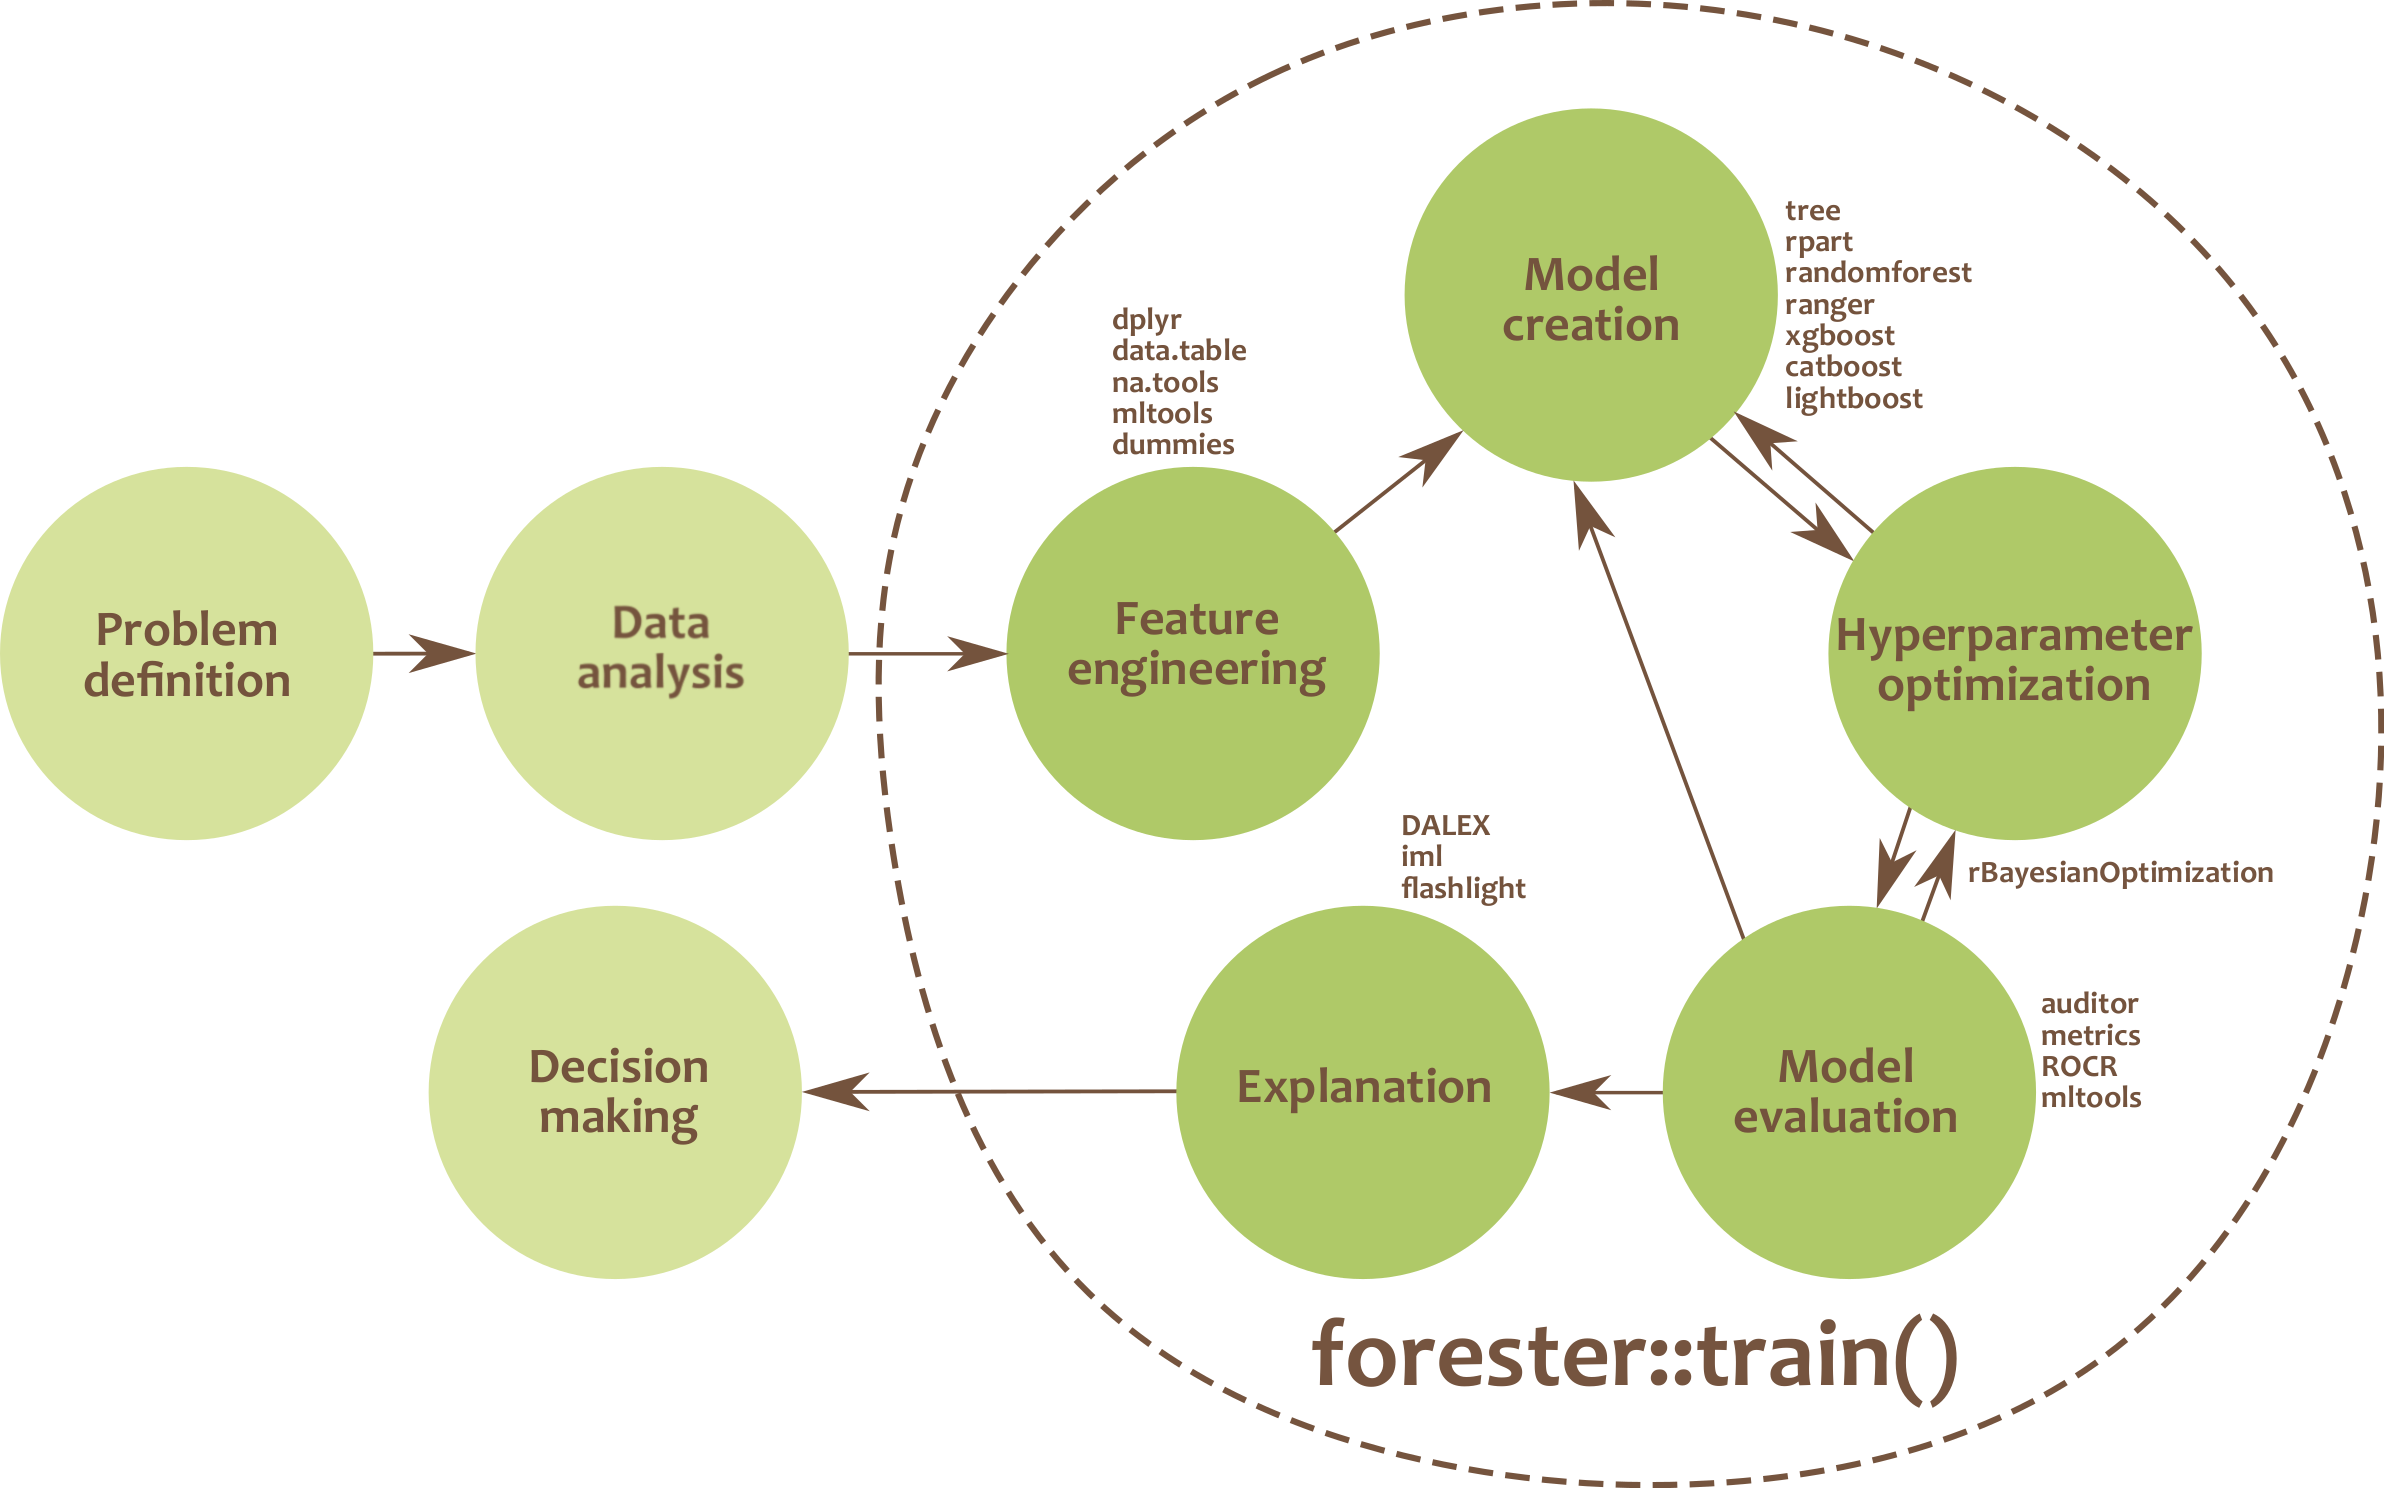 Problem
definition
Data
analysis
dplyr
data.table
na.tools
mltools
dummies
Feature
engineering
Model
creation
tree
rpart
randomforest
ranger
xgboost
catboost
lightboost
Hyperparameter
optimization
rBayesianOptimization
Model
evaluation
auditor
metrics
ROCR
mltools
DALEX
iml
flashlight
Explanation
Decision
making
forester::train()